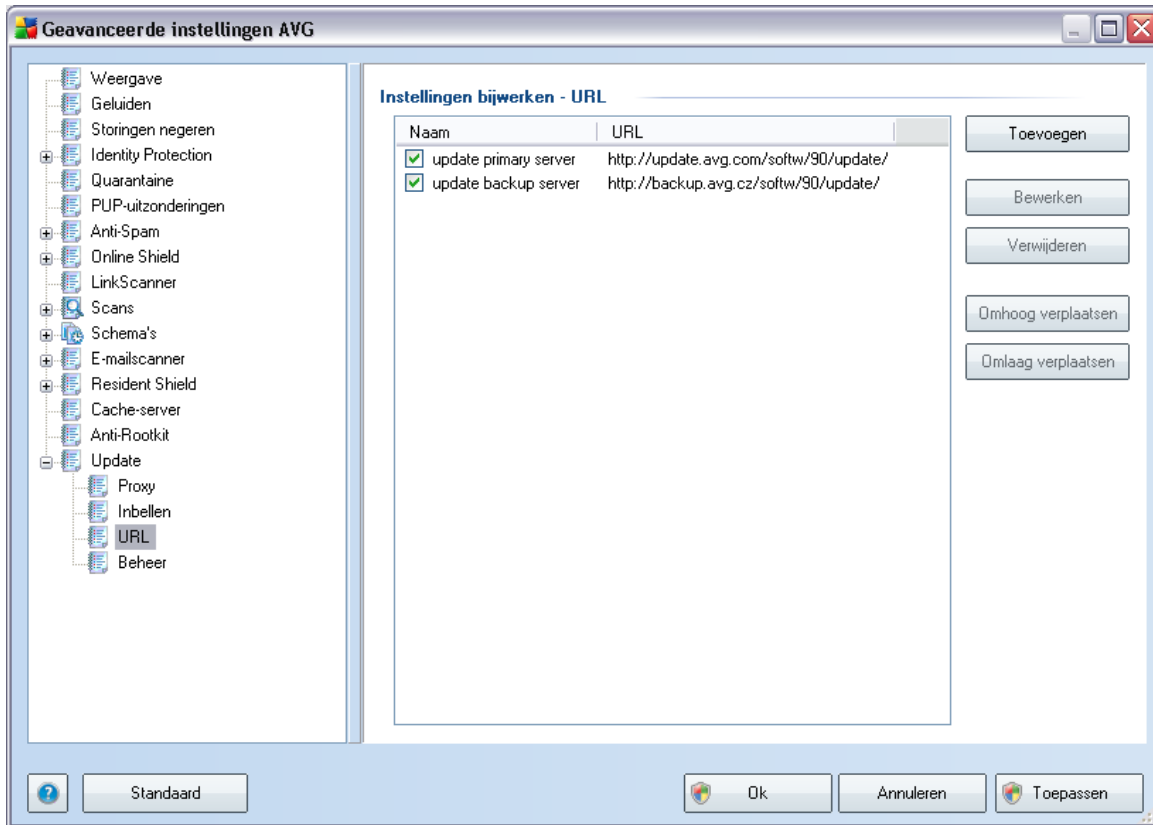 Geavanceerde instellingen AVG
Weergave
Geluiden
Storingen negeren
Identity Protection
Quarantaine
PUP-uitzonderingen
Anti-Spam
Online Shield
LinkScanner
Scans
Schema's
E-mailscanner
Resident Shield
Cache-server
Anti-Rootkit
Update
Proxy
Inbellen
URL
Beheer
Instellingen bijwerken - URL
Naam URL
update primary server http://update.avg.com/softw/90/update/
update backup server http://backup.avg.cz/softw/90/update/
Toevoegen
Bewerken
Verwijderen
Omhoog verplaatsen
Omlaag verplaatsen
Standaard
Ok
Annuleren
Toepassen